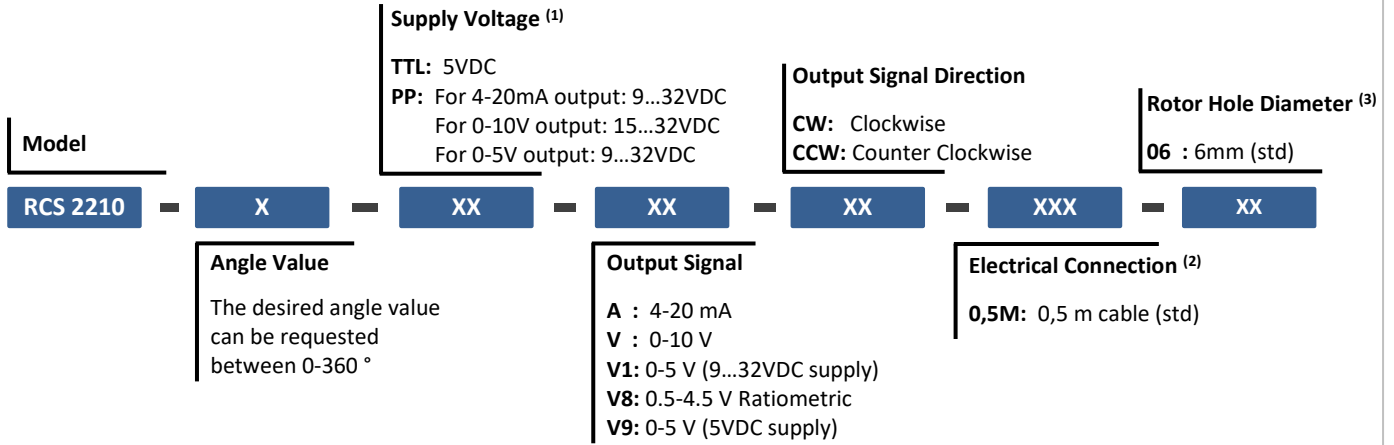 Supply Voltage (1)
TTL: 5VDC
PP: For 4-20mA output: 9...32VDC
For 0-10V output: 15...32VDC
For 0-5V output: 9...32VDC
Output Signal Direction
CW: Clockwise
CCW: Counter Clockwise
Rotor Hole Diameter (3)
06 : 6mm (std)
Model
RCS 2210 - X - XX - XX - XX - XXX - XX
Angle Value
The desired angle value
can be requested
between 0-360 °
Output Signal
A : 4-20 mA
V : 0-10 V
V1: 0-5 V (9...32VDC supply)
V8: 0.5-4.5 V Ratiometric
V9: 0-5 V (5VDC supply)
Electrical Connection (2)
0,5M: 0,5 m cable (std)